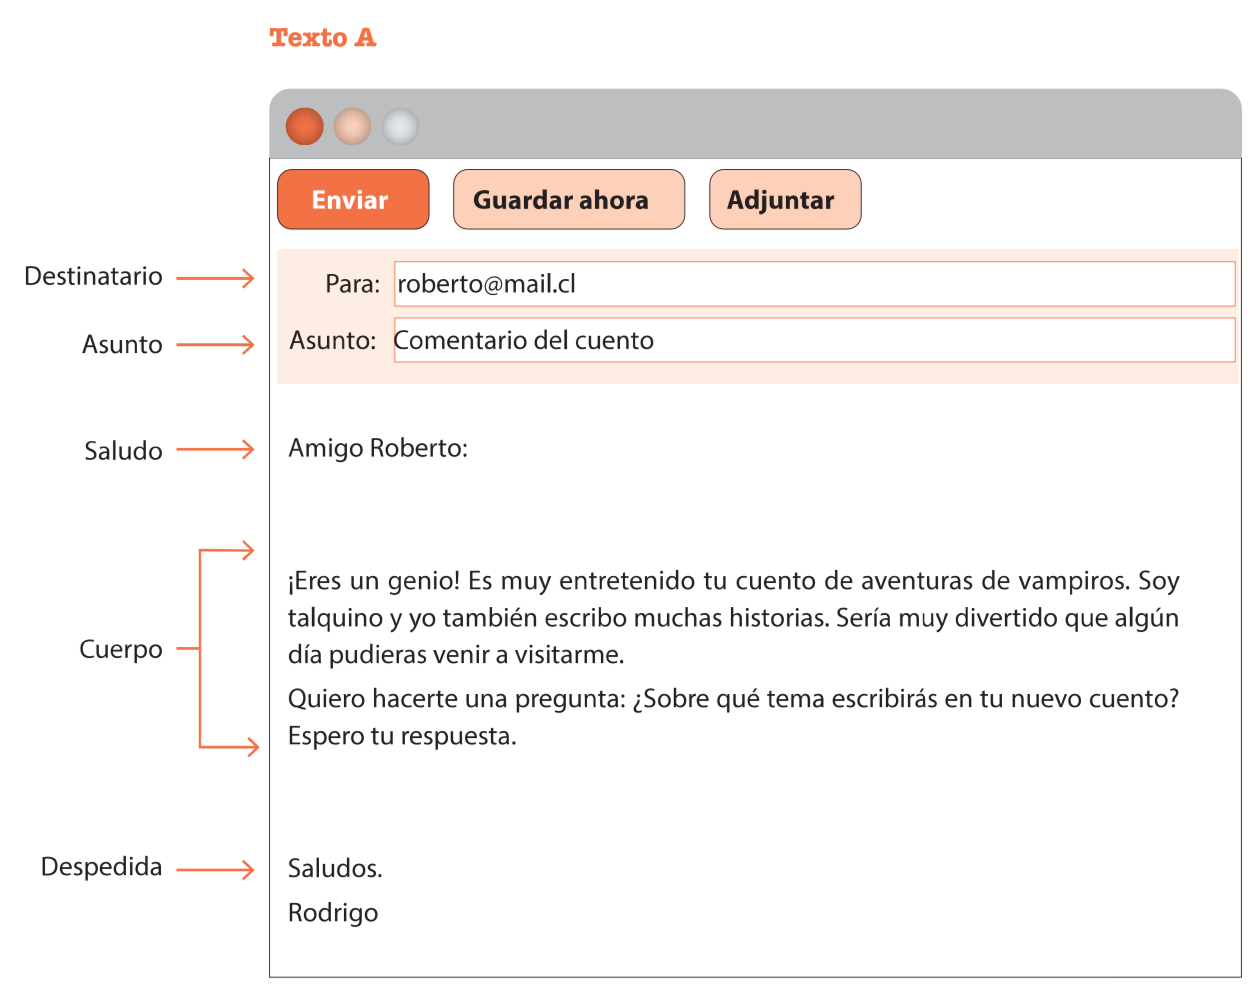 Texto A
Enviar Guardar ahora Adjuntar
Destinatario Para: roberto@mail.cl
Asunto Asunto: Comentario del cuento
Saludo Amigo Roberto:
¡Eres un genio! Es muy entretenido tu cuento de aventuras de vampiros. Soy
talquino y yo también escribo muchas historias. Sería muy divertido que algún
Cuerpo día pudieras venir a visitarme.
Quiero hacerte una pregunta: ¿Sobre qué tema escribirás en tu nuevo cuento?
Espero tu respuesta.
Despedida Saludos.
Rodrigo